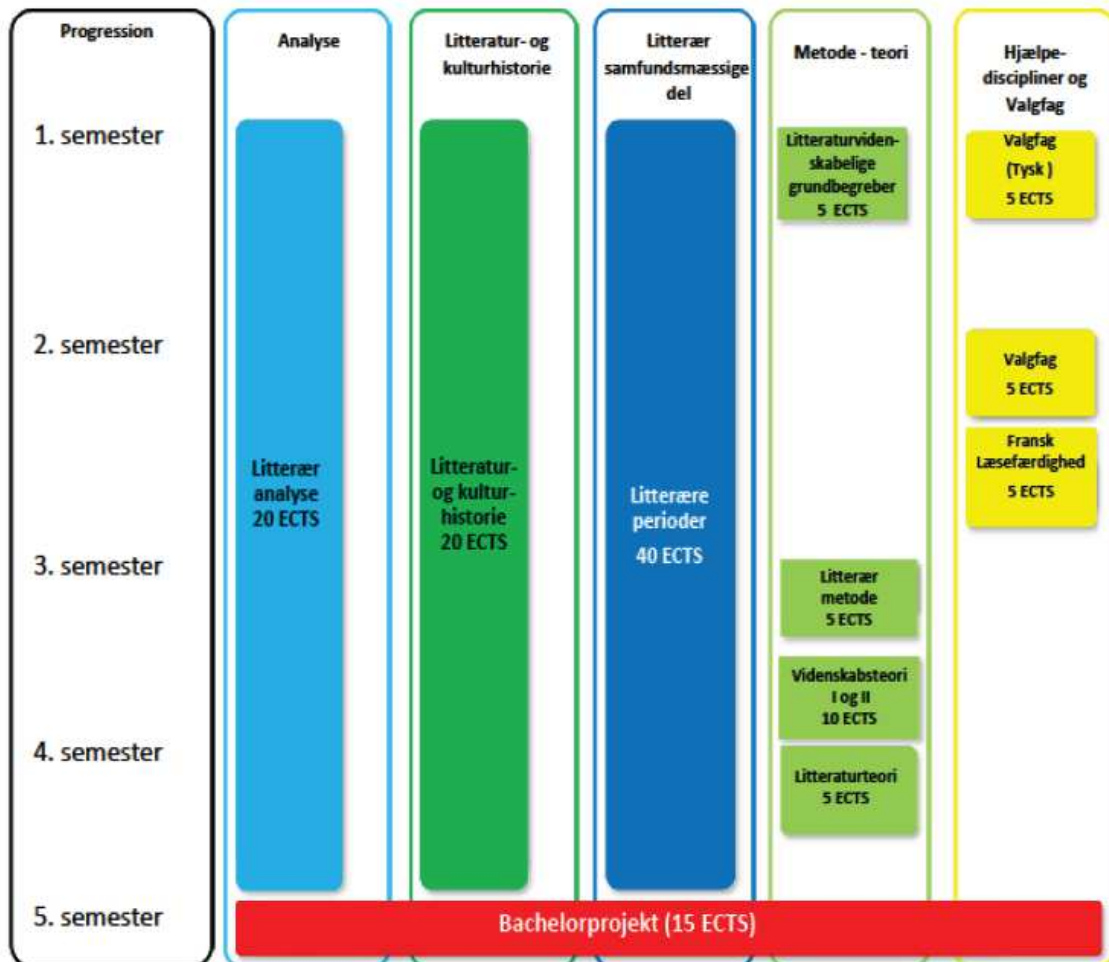 Progression
1. semester
2. semester
3. semester
4. semester
5. semester
Analyse
Litterær
analyse
20 ECTS
Litteratur- og
kulturhistorie
Litteratur-
og kultur-
historie
20 ECTS
Litterær
samfundsmæssige
del
Litterære
perioder
40 ECTS
Metode - teori
Litteraturviden-
skabelige
grundbegreber
5 ECTS
Litterær
metode
5 ECTS
Videnskabsteori
I og II
10 ECTS
Litteraturteori
5 ECTS
Hjælpe-
discipliner og
Valgfag
Valgfag
(Tysk )
5 ECTS
Valgfag
5 ECTS
Fransk
Læsefærdighed
5 ECTS
Bachelorprojekt (15 ECTS)